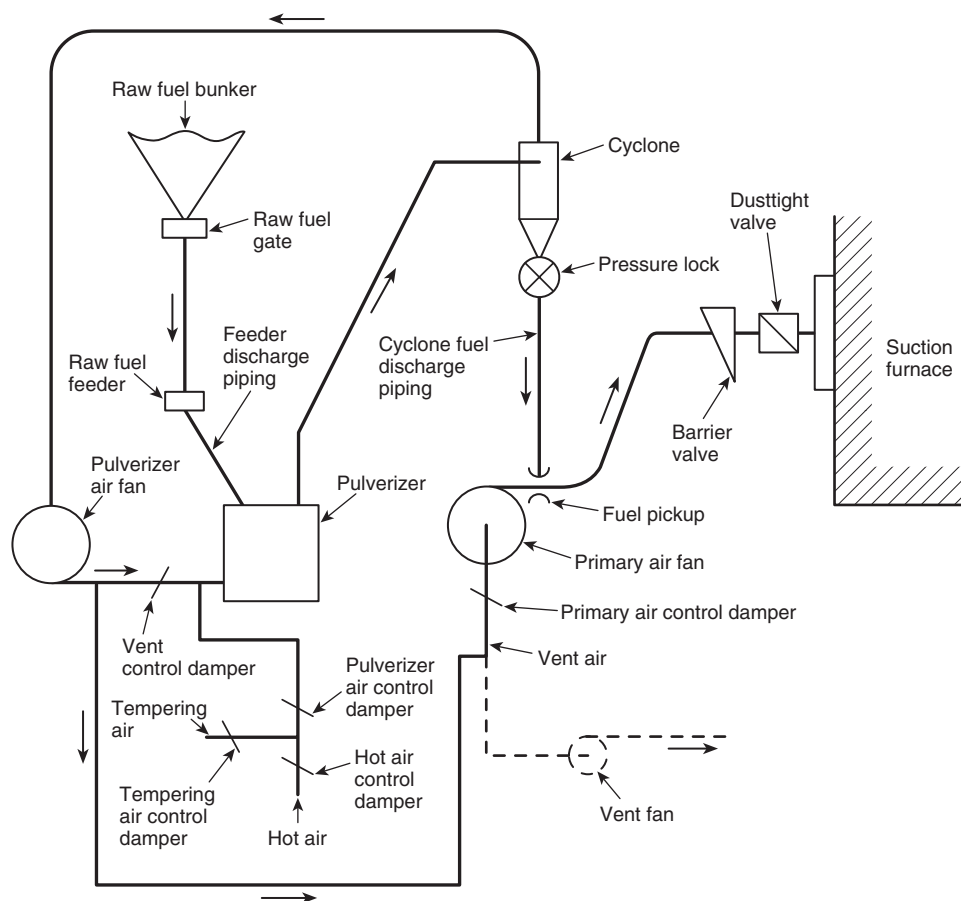 Raw fuel bunker
Cyclone
Dusttight
valve
Raw fuel
gate
Pressure lock
Feeder
discharge
piping
Cyclone fuel
discharge
piping
Suction
furnace
Raw fuel
feeder
Barrier
valve
Pulverizer
air fan
Pulverizer
Fuel pickup
Primary air fan
Primary air control damper
Vent
control damper
Vent air
Pulverizer
air control
damper
Tempering
air
Hot air
control
damper
Tempering
air control
damper
Hot air
Vent fan